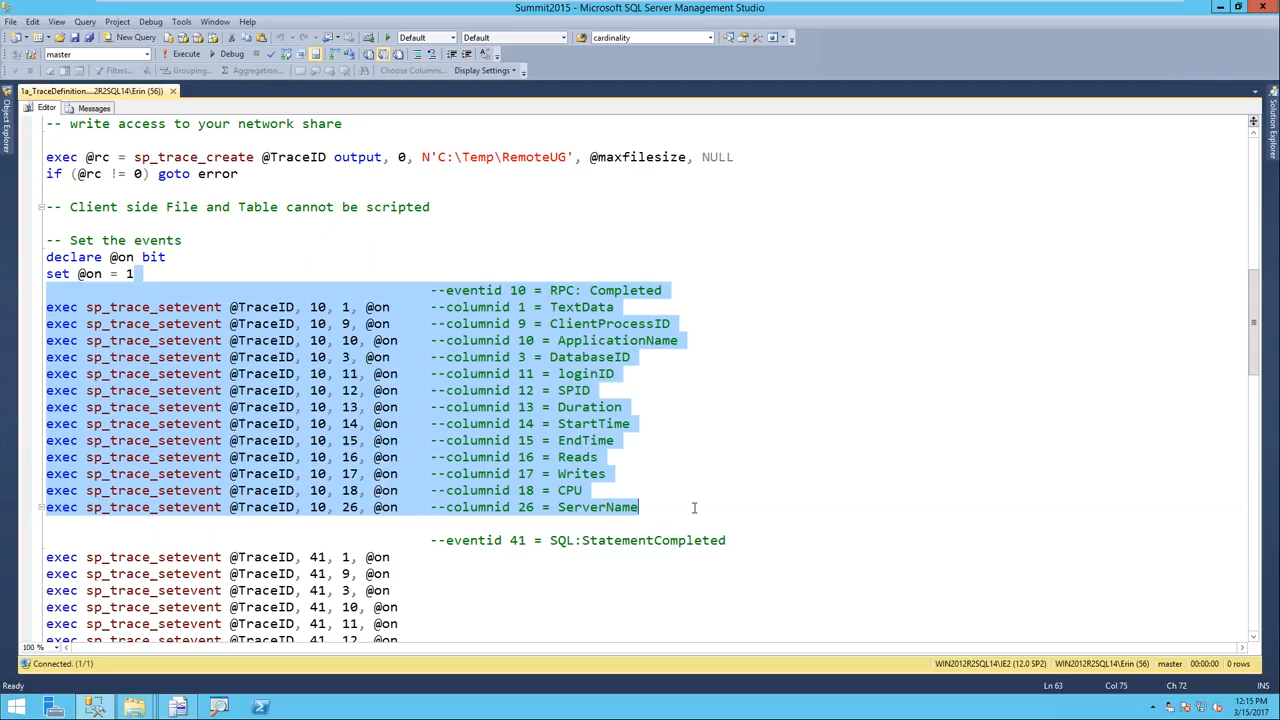 Summit2015 - Microsoft SQL Server Management Studio
File Edit View Query Project Debug Tools Window Help
New Query Default Default cardinality
master Execute Debug
Filters... Grouping... Aggregation... Choose Columns... Display Settings
1a_TraceDefinition....2R2SQL14\Erin (56))
Editor Messages
Object Explorer
Solution Explorer
-- write access to your network share
exec @rc = sp_trace_create @TraceID output, 0, N'C:\Temp\RemoteUG', @maxfilesize, NULL
if (@rc != 0) goto error
-- Client side File and Table cannot be scripted
-- Set the events
declare @on bit
set @on = 1
--eventid 10 = RPC: Completed
exec sp_trace_setevent @TraceID, 10, 1, @on --columnid 1 = TextData
exec sp_trace_setevent @TraceID, 10, 9, @on --columnid 9 = ClientProcessID
exec sp_trace_setevent @TraceID, 10, 10, @on --columnid 10 = ApplicationName
exec sp_trace_setevent @TraceID, 10, 3, @on --columnid 3 = DatabaseID
exec sp_trace_setevent @TraceID, 10, 11, @on --columnid 11 = loginID
exec sp_trace_setevent @TraceID, 10, 12, @on --columnid 12 = SPID
exec sp_trace_setevent @TraceID, 10, 13, @on --columnid 13 = Duration
exec sp_trace_setevent @TraceID, 10, 14, @on --columnid 14 = StartTime
exec sp_trace_setevent @TraceID, 10, 15, @on --columnid 15 = EndTime
exec sp_trace_setevent @TraceID, 10, 16, @on --columnid 16 = Reads
exec sp_trace_setevent @TraceID, 10, 17, @on --columnid 17 = Writes
exec sp_trace_setevent @TraceID, 10, 18, @on --columnid 18 = CPU
exec sp_trace_setevent @TraceID, 10, 26, @on --columnid 26 = ServerName
--eventid 41 = SQL:StatementCompleted
exec sp_trace_setevent @TraceID, 41, 1, @on
exec sp_trace_setevent @TraceID, 41, 9, @on
exec sp_trace_setevent @TraceID, 41, 3, @on
exec sp_trace_setevent @TraceID, 41, 10, @on
exec sp_trace_setevent @TraceID, 41, 11, @on
exec sp_trace_setevent @TraceID, 41, 12, @on
100 %
Connected. (1/1) WIN2012R2SQL14\IE2 (12.0 SP2) WIN2012R2SQL14\Erin (56) master 00:00:00 0 rows
Ready Ln 63 Col 75 Ch 72 INS
12:15 PM
3/15/2017